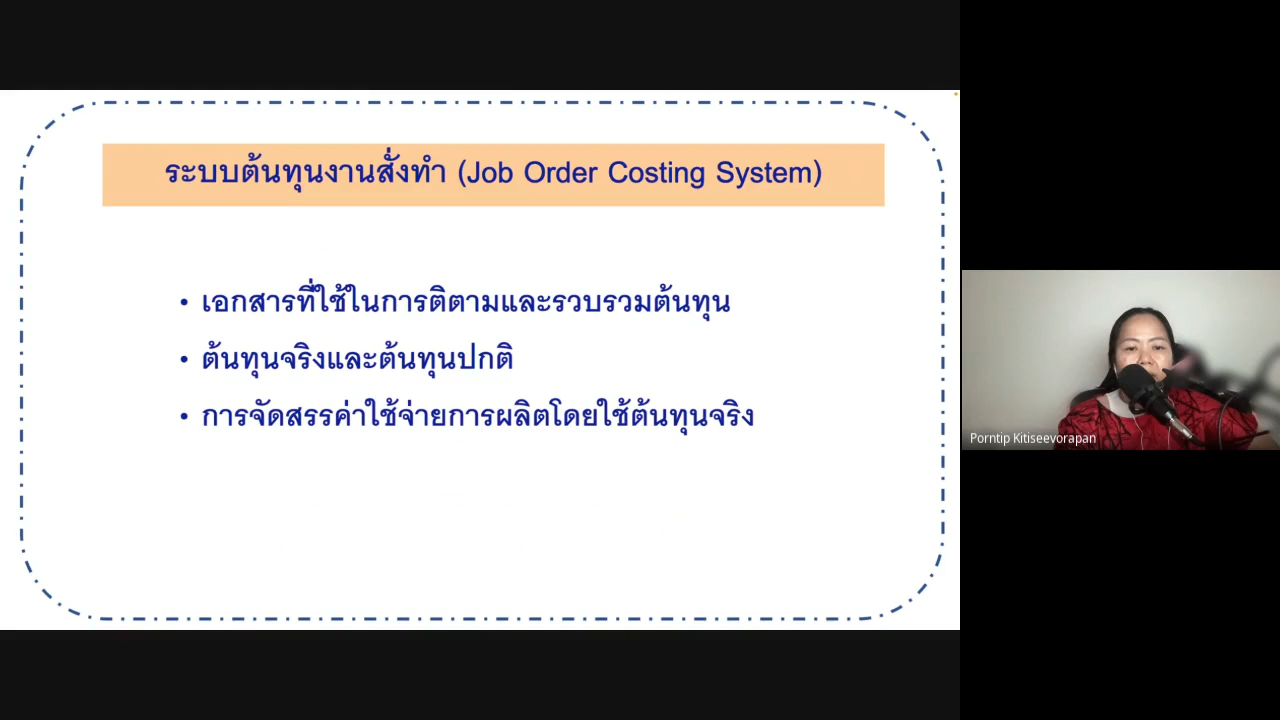 ระบบต้นทุนงานสั่งทำ (Job Order Costing System)
• เอกสารที่ใช้ในการติตามและรวบรวมต้นทุน
• ต้นทุนจริงและต้นทุนปกติ
• การจัดสรรค่าใช้จ่ายการผลิตโดยใช้ต้นทุนจริง
Porntip Kitiseevorapan